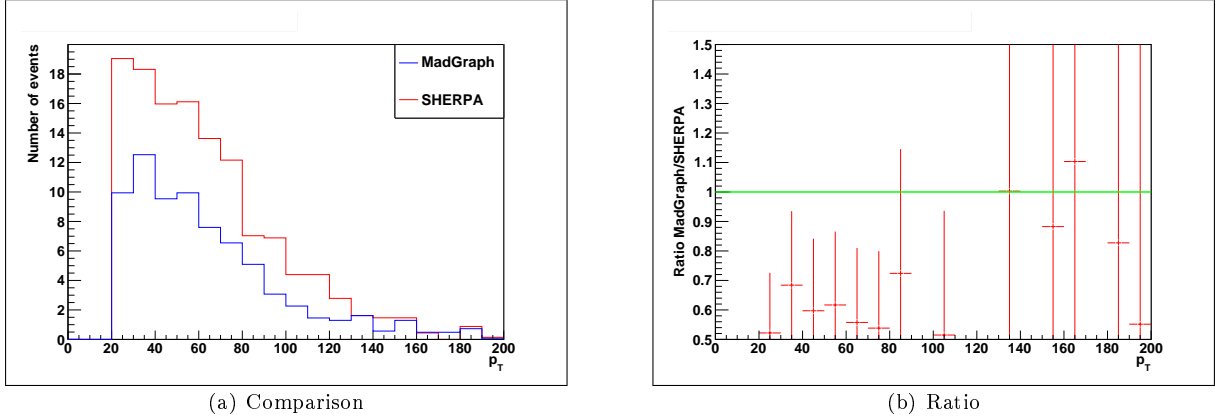 Number of events
18
16
14
12
10
8
6
4
2
0
0 20 40 60 80 100 120 140 160 180 200
p_T
MadGraph
SHERPA
(a) Comparison
Ratio MadGraph/SHERPA
1.5
1.4
1.3
1.2
1.1
1
0.9
0.8
0.7
0.6
0.5
0 20 40 60 80 100 120 140 160 180 200
p_T
(b) Ratio